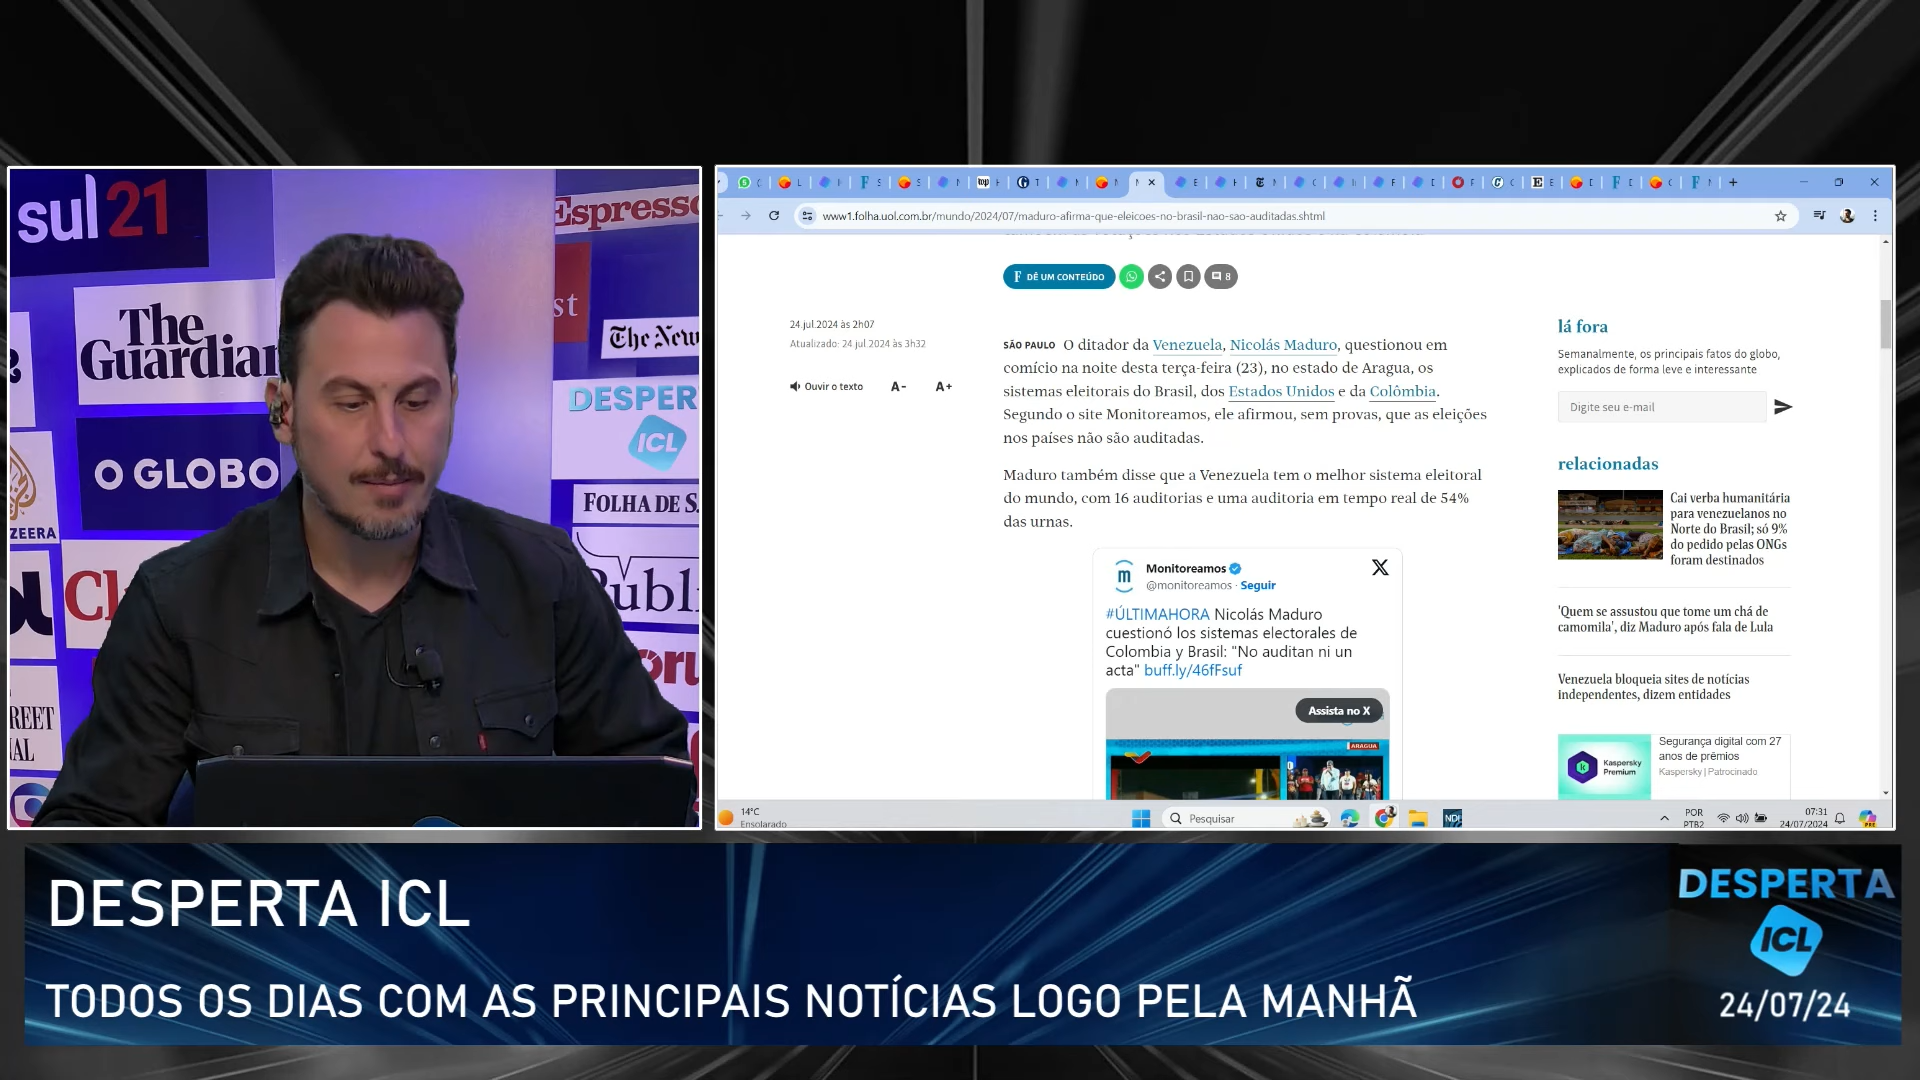 sul21
Espresso
The
Guardian
The New
DESPER
ICL
O GLOBO
FOLHA DE S.
ZEERA
Cl
REET
www1.folha.uol.com.br/mundo/2024/07/maduro-afirma-que-eleicoes-no-brasil-nao-sao-auditadas.shtml
DÊ UM CONTEÚDO
8
24.jul.2024 às 2h07
Atualizado: 24.jul.2024 às 3h32
Ouvir o texto A- A+
SÃO PAULO O ditador da Venezuela, Nicolás Maduro, questionou em
comício na noite desta terça-feira (23), no estado de Aragua, os
sistemas eleitorais do Brasil, dos Estados Unidos e da Colômbia.
Segundo o site Monitoreamos, ele afirmou, sem provas, que as eleições
nos países não são auditadas.
Maduro também disse que a Venezuela tem o melhor sistema eleitoral
do mundo, com 16 auditorias e uma auditoria em tempo real de 54%
das urnas.
Monitoreamos
@monitoreamos · Seguir
#ÚLTIMAHORA Nicolás Maduro
cuestionó los sistemas electorales de
Colombia y Brasil: "No auditan ni un
acta" buff.ly/46fFsuf
Assista no X
ARAGUA
lá fora
Semanalmente, os principais fatos do globo,
explicados de forma leve e interessante
Digite seu e-mail
relacionadas
Cai verba humanitária
para venezuelanos no
Norte do Brasil; só 9%
do pedido pelas ONGs
foram destinados
'Quem se assustou que tome um chá de
camomila', diz Maduro após fala de Lula
Venezuela bloqueia sites de notícias
independentes, dizem entidades
Kaspersky
Premium
Segurança digital com 27
anos de prêmios
Kaspersky | Patrocinado
14°C
Ensolarado
Pesquisar
POR
PTB2
07:31
24/07/2024
DESPERTA ICL
TODOS OS DIAS COM AS PRINCIPAIS NOTÍCIAS LOGO PELA MANHÃ
DESPERTA
ICL
24/07/24